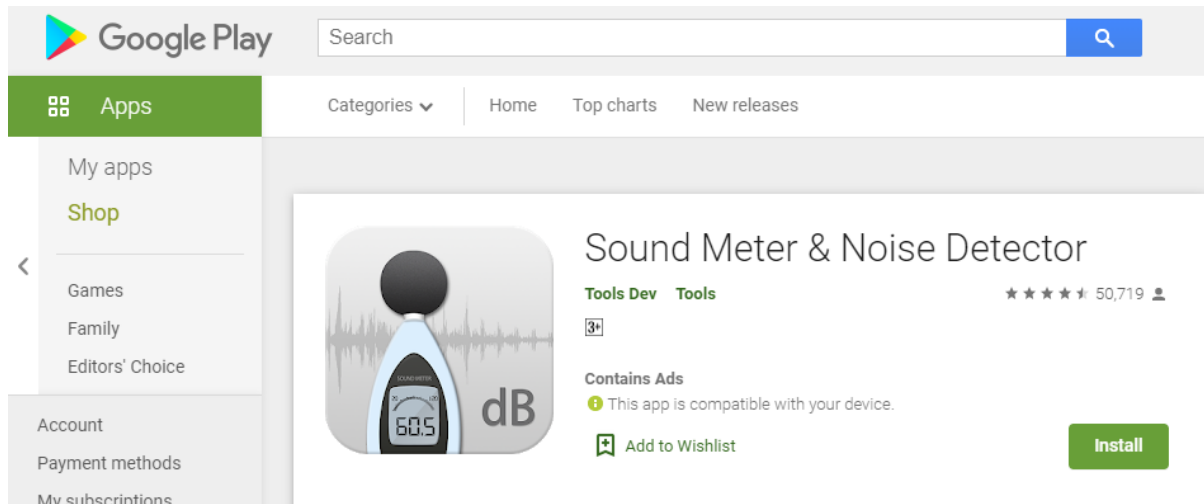 Google Play
Search
Apps
Categories Home Top charts New releases
My apps
Shop
Games
Family
Editors' Choice
Account
Payment methods
My subscriptions
Sound Meter & Noise Detector
Tools Dev Tools 50,719
3+
Contains Ads
This app is compatible with your device.
Add to Wishlist
Install
SOUND METER
60.5
dB